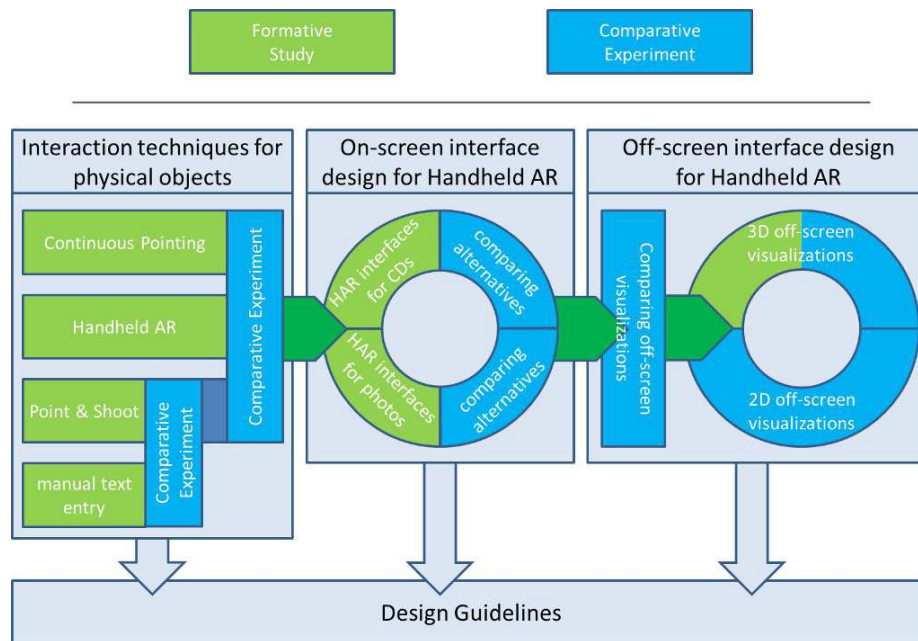 Formative
Study
Comparative
Experiment
Interaction techniques for
physical objects
Continuous Pointing
Handheld AR
Point & Shoot
manual text
entry
Comparative
Experiment
Comparative Experiment
On-screen interface
design for Handheld AR
HAR interfaces
for CDs
comparing
alternatives
HAR interfaces
for photos
comparing
alternatives
Off-screen interface design
for Handheld AR
Comparing off-screen
visualizations
3D off-screen
visualizations
2D off-screen
visualizations
Design Guidelines